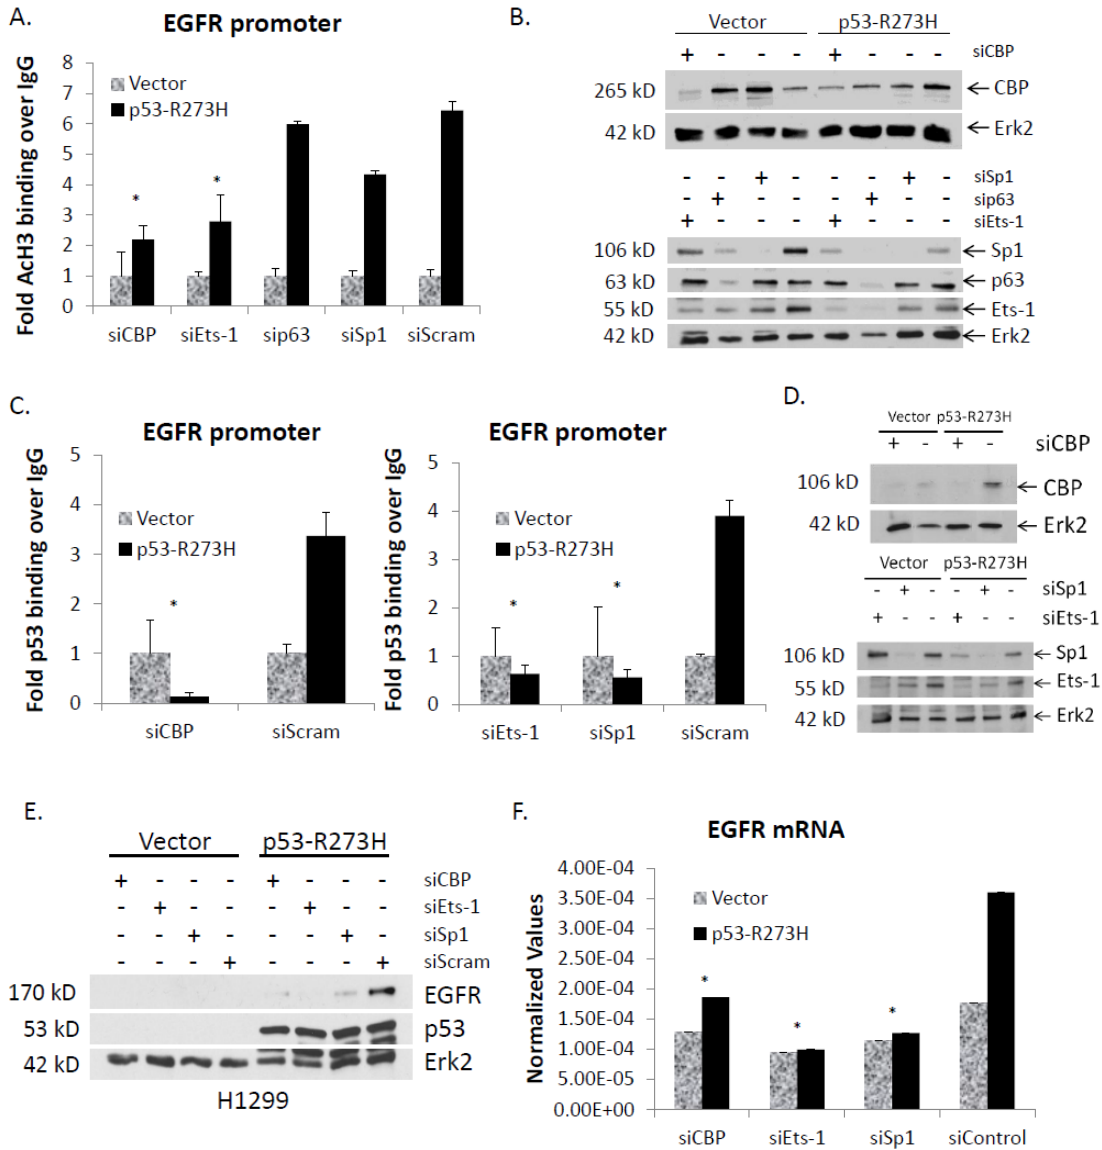 A.
EGFR promoter
Fold AcH3 binding over IgG
8
7
6
5
4
3
2
1
0
Vector
p53-R273H
*
*
siCBP siEts-1 sip63 siSp1 siScram
B.
Vector p53-R273H
+ - - - + - - - siCBP
265 kD CBP
42 kD Erk2
- - + - - - + - siSp1
- + - - - + - - sip63
+ - - - + - - - siEts-1
106 kD Sp1
63 kD p63
55 kD Ets-1
42 kD Erk2
C.
EGFR promoter
Fold p53 binding over IgG
5
4
3
2
1
0
Vector
p53-R273H
*
siCBP siScram
EGFR promoter
Fold p53 binding over IgG
5
4
3
2
1
0
Vector
p53-R273H
*
*
siEts-1 siSp1 siScram
D.
Vector p53-R273H
+ - + - siCBP
106 kD CBP
42 kD Erk2
Vector p53-R273H
- + - - + - siSp1
+ - - + - - siEts-1
106 kD Sp1
55 kD Ets-1
42 kD Erk2
E.
Vector p53-R273H
+ - - - + - - - siCBP
- + - - - + - - siEts-1
- - + - - - + - siSp1
- - - + - - - + siScram
170 kD EGFR
53 kD p53
42 kD Erk2
H1299
F.
EGFR mRNA
Normalized Values
4.00E-04
3.50E-04
3.00E-04
2.50E-04
2.00E-04
1.50E-04
1.00E-04
5.00E-05
0.00E+00
Vector
p53-R273H
*
*
*
siCBP siEts-1 siSp1 siControl